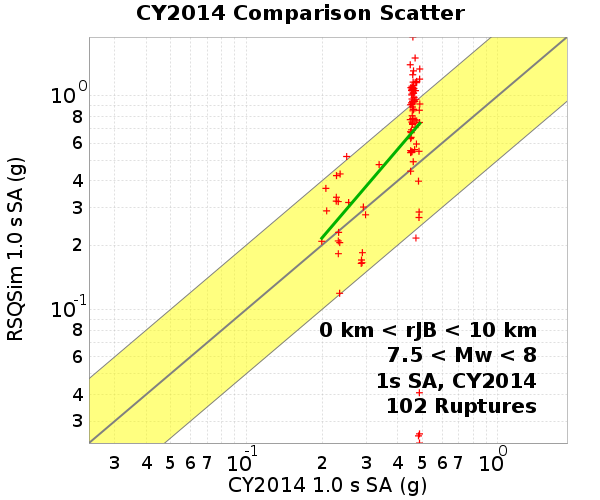 CY2014 Comparison Scatter
RSQSim 1.0 s SA (g)
10⁰
8
6
4
3
2
10⁻¹
8
6
4
3
0 km < rJB < 10 km
7.5 < Mw < 8
1s SA, CY2014
102 Ruptures
3 4 5 6 7 10⁻¹ 2 3 4 5 6 7 10⁰
CY2014 1.0 s SA (g)